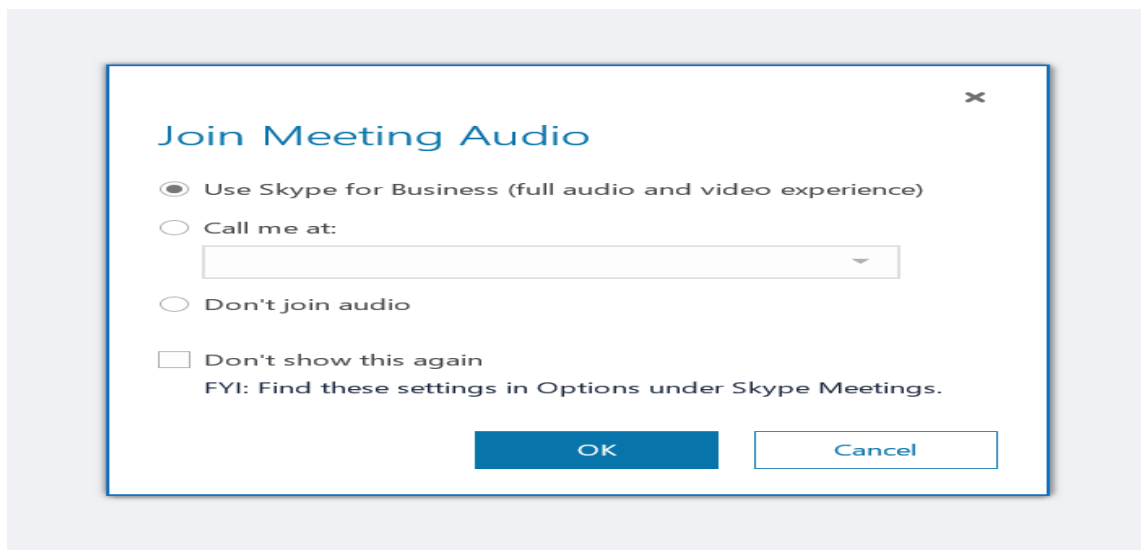 Join Meeting Audio
Use Skype for Business (full audio and video experience)
Call me at:
Don't join audio
Don't show this again
FYI: Find these settings in Options under Skype Meetings.
OK
Cancel